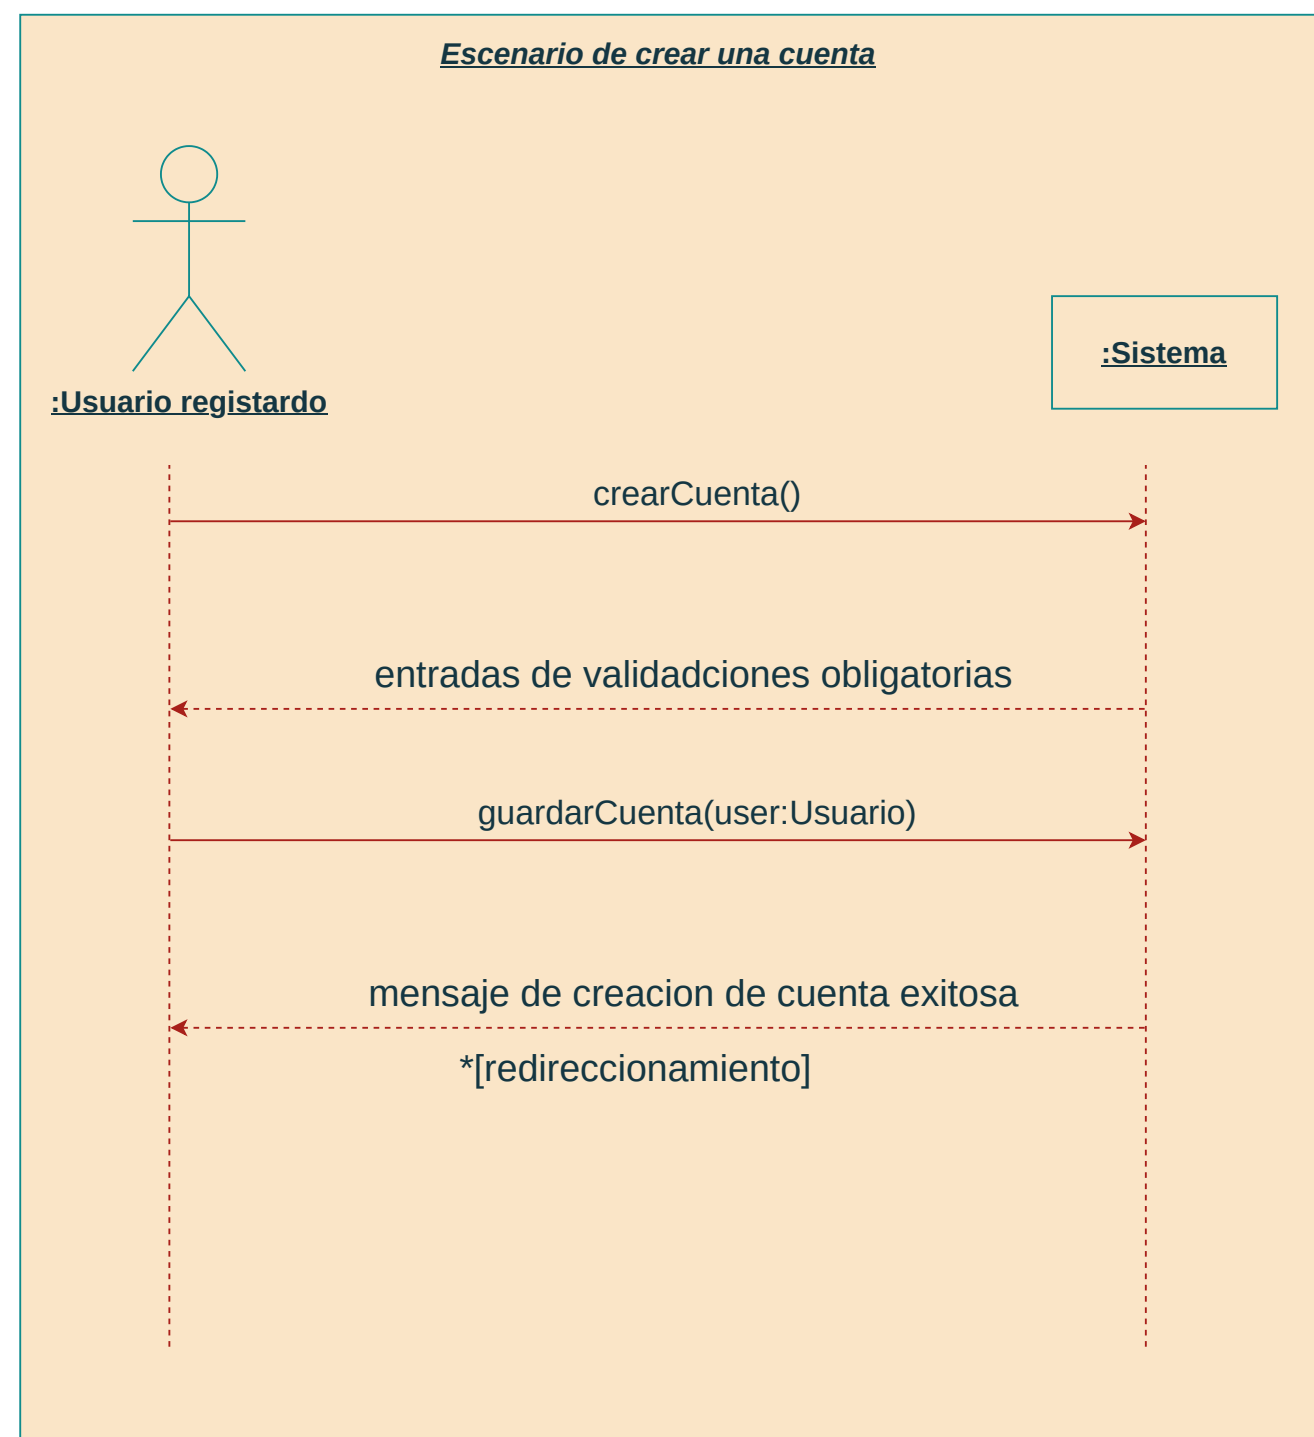 Escenario de crear una cuenta
:Sistema
:Usuario registardo
crearCuenta()
entradas de validadciones obligatorias
guardarCuenta(user:Usuario)
mensaje de creacion de cuenta exitosa
*[redireccionamiento]